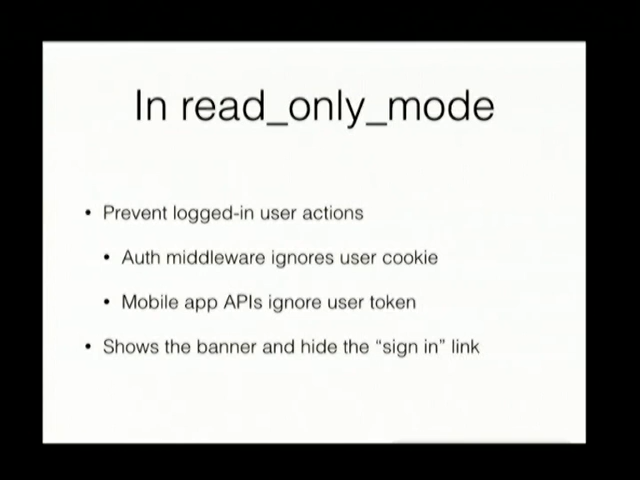 In read_only_mode
• Prevent logged-in user actions
• Auth middleware ignores user cookie
• Mobile app APIs ignore user token
• Shows the banner and hide the “sign in” link